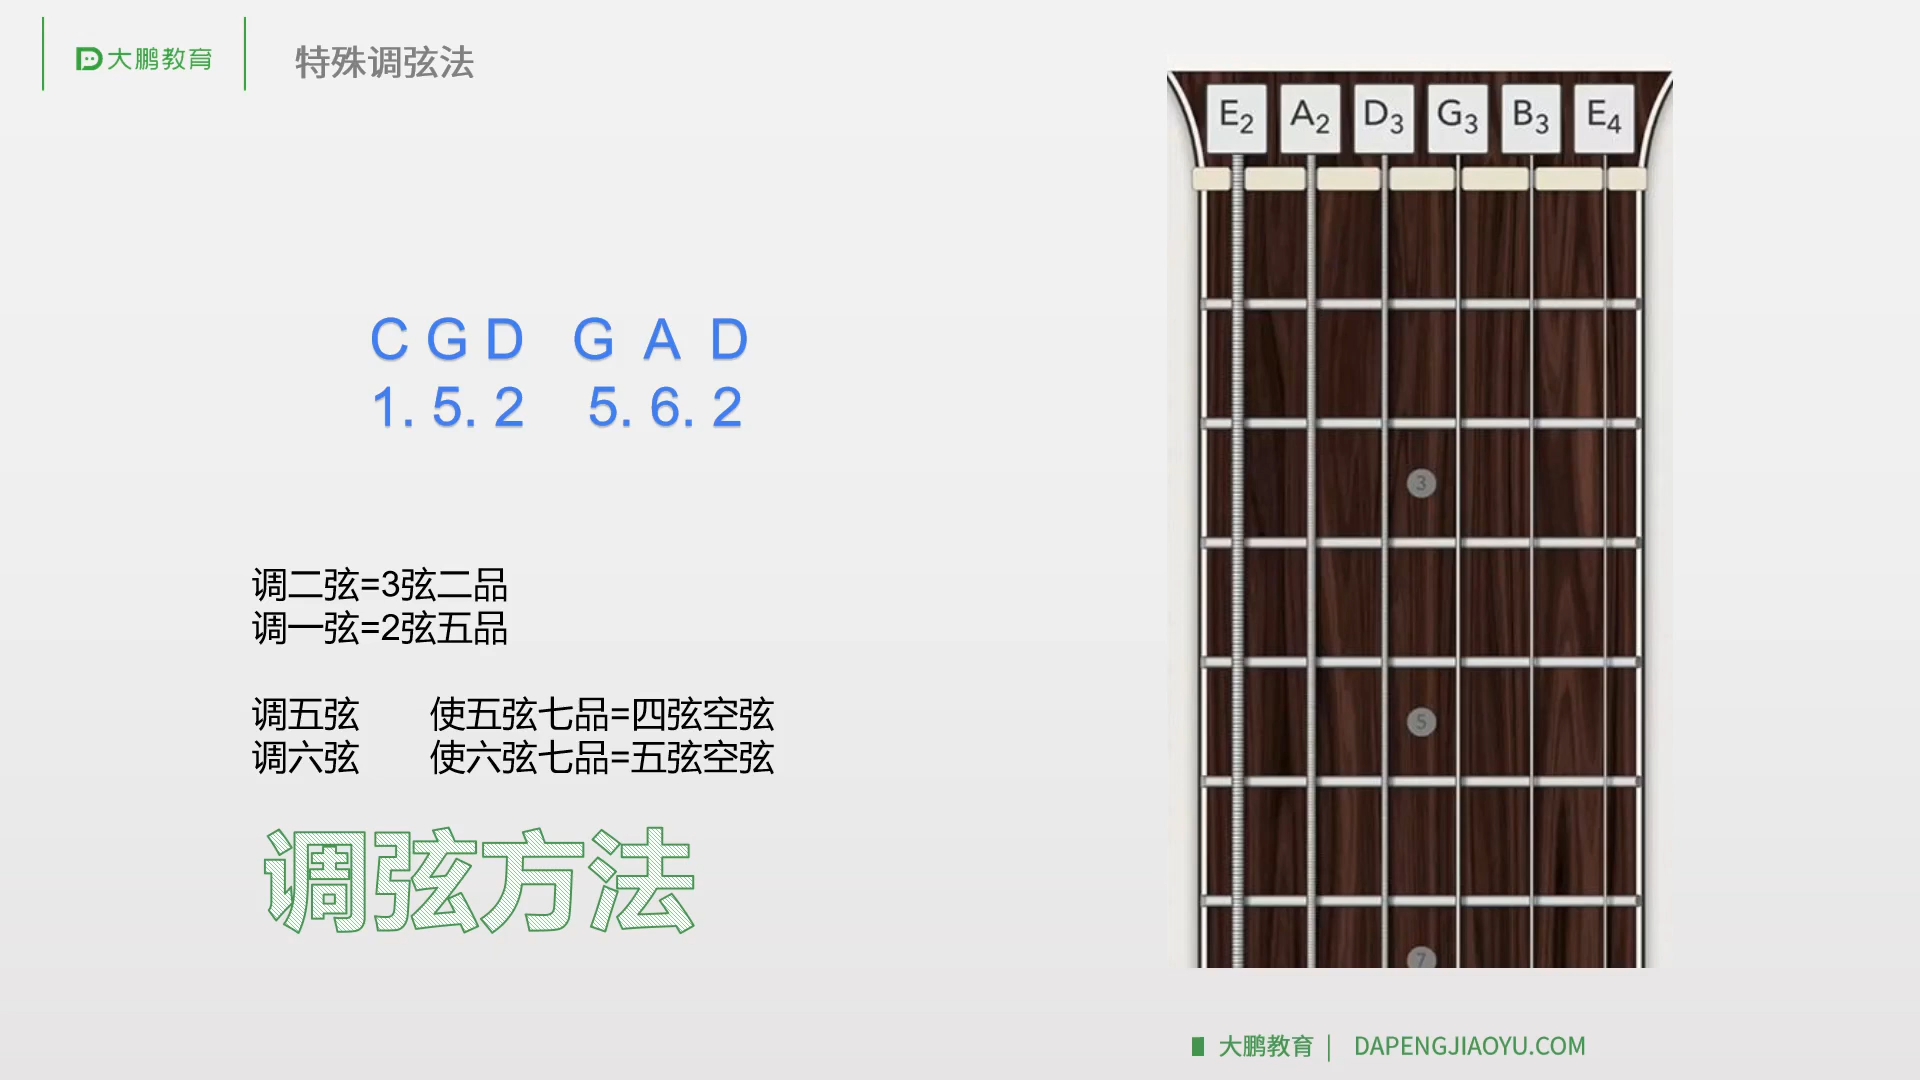 大鹏教育
特殊调弦法
E2 A2 D3 G3 B3 E4
C G D G A D
1. 5. 2 5. 6. 2
3
调二弦=3弦二品
调一弦=2弦五品
调五弦 使五弦七品=四弦空弦
调六弦 使六弦七品=五弦空弦
5
调弦方法
7
大鹏教育 | DAPENGJIAOYU.COM